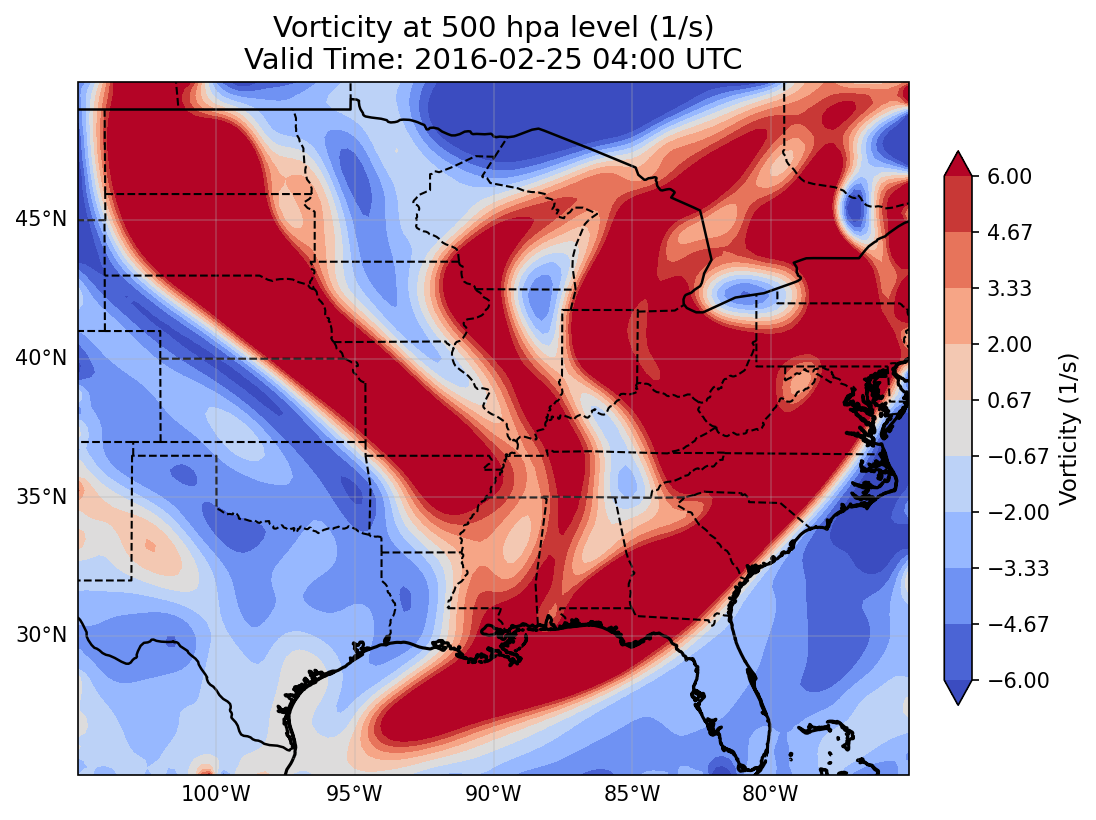 Vorticity at 500 hpa level (1/s)
Valid Time: 2016-02-25 04:00 UTC
45°N
40°N
35°N
30°N
100°W
95°W
90°W
85°W
80°W
6.00
4.67
3.33
2.00
0.67
−0.67
−2.00
−3.33
−4.67
−6.00
Vorticity (1/s)